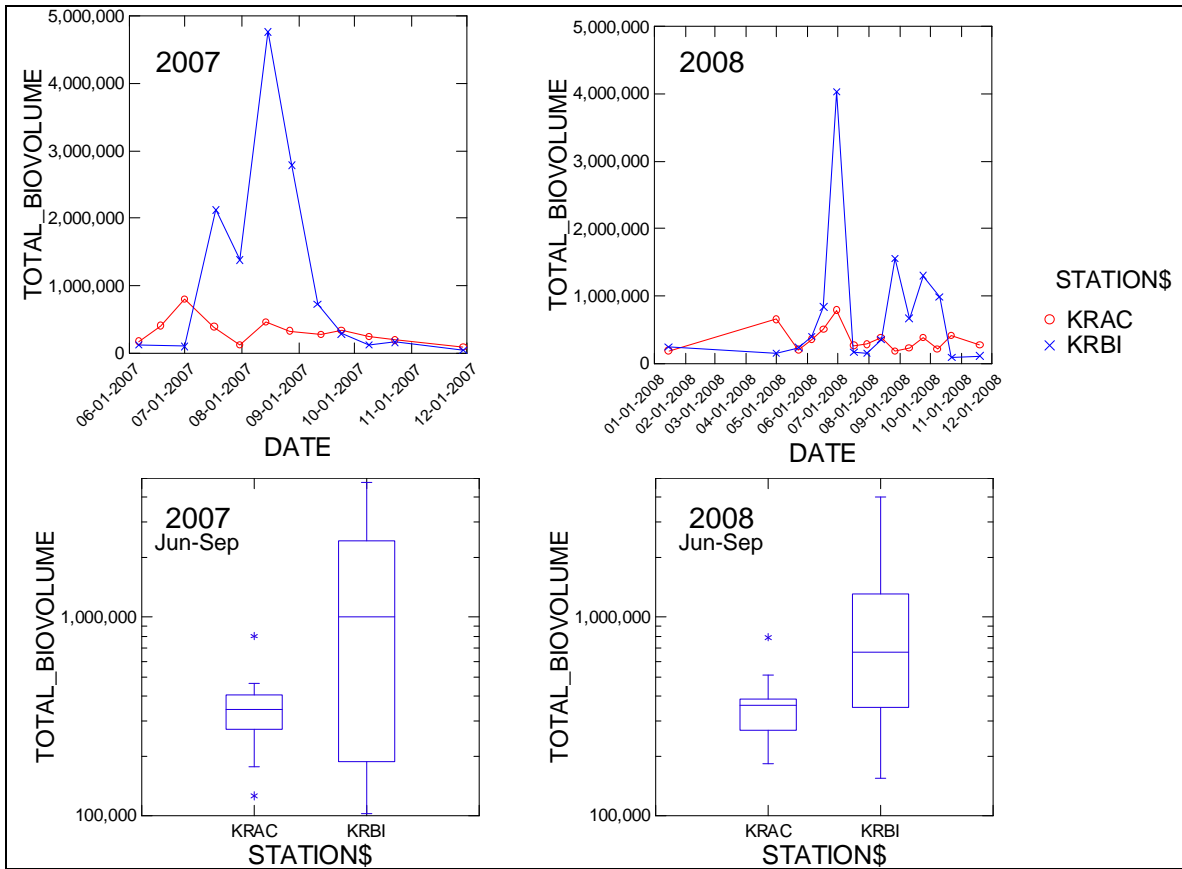 2007
TOTAL_BIOVOLUME
5,000,000
4,000,000
3,000,000
2,000,000
1,000,000
0
06-01-2007
07-01-2007
08-01-2007
09-01-2007
10-01-2007
11-01-2007
12-01-2007
DATE
2008
TOTAL_BIOVOLUME
5,000,000
4,000,000
3,000,000
2,000,000
1,000,000
0
01-01-2008
02-01-2008
03-01-2008
04-01-2008
05-01-2008
06-01-2008
07-01-2008
08-01-2008
09-01-2008
10-01-2008
11-01-2008
12-01-2008
DATE
STATION$
KRAC
KRBI
2007
Jun-Sep
TOTAL_BIOVOLUME
1,000,000
100,000
KRAC KRBI
STATION$
2008
Jun-Sep
TOTAL_BIOVOLUME
1,000,000
100,000
KRAC KRBI
STATION$